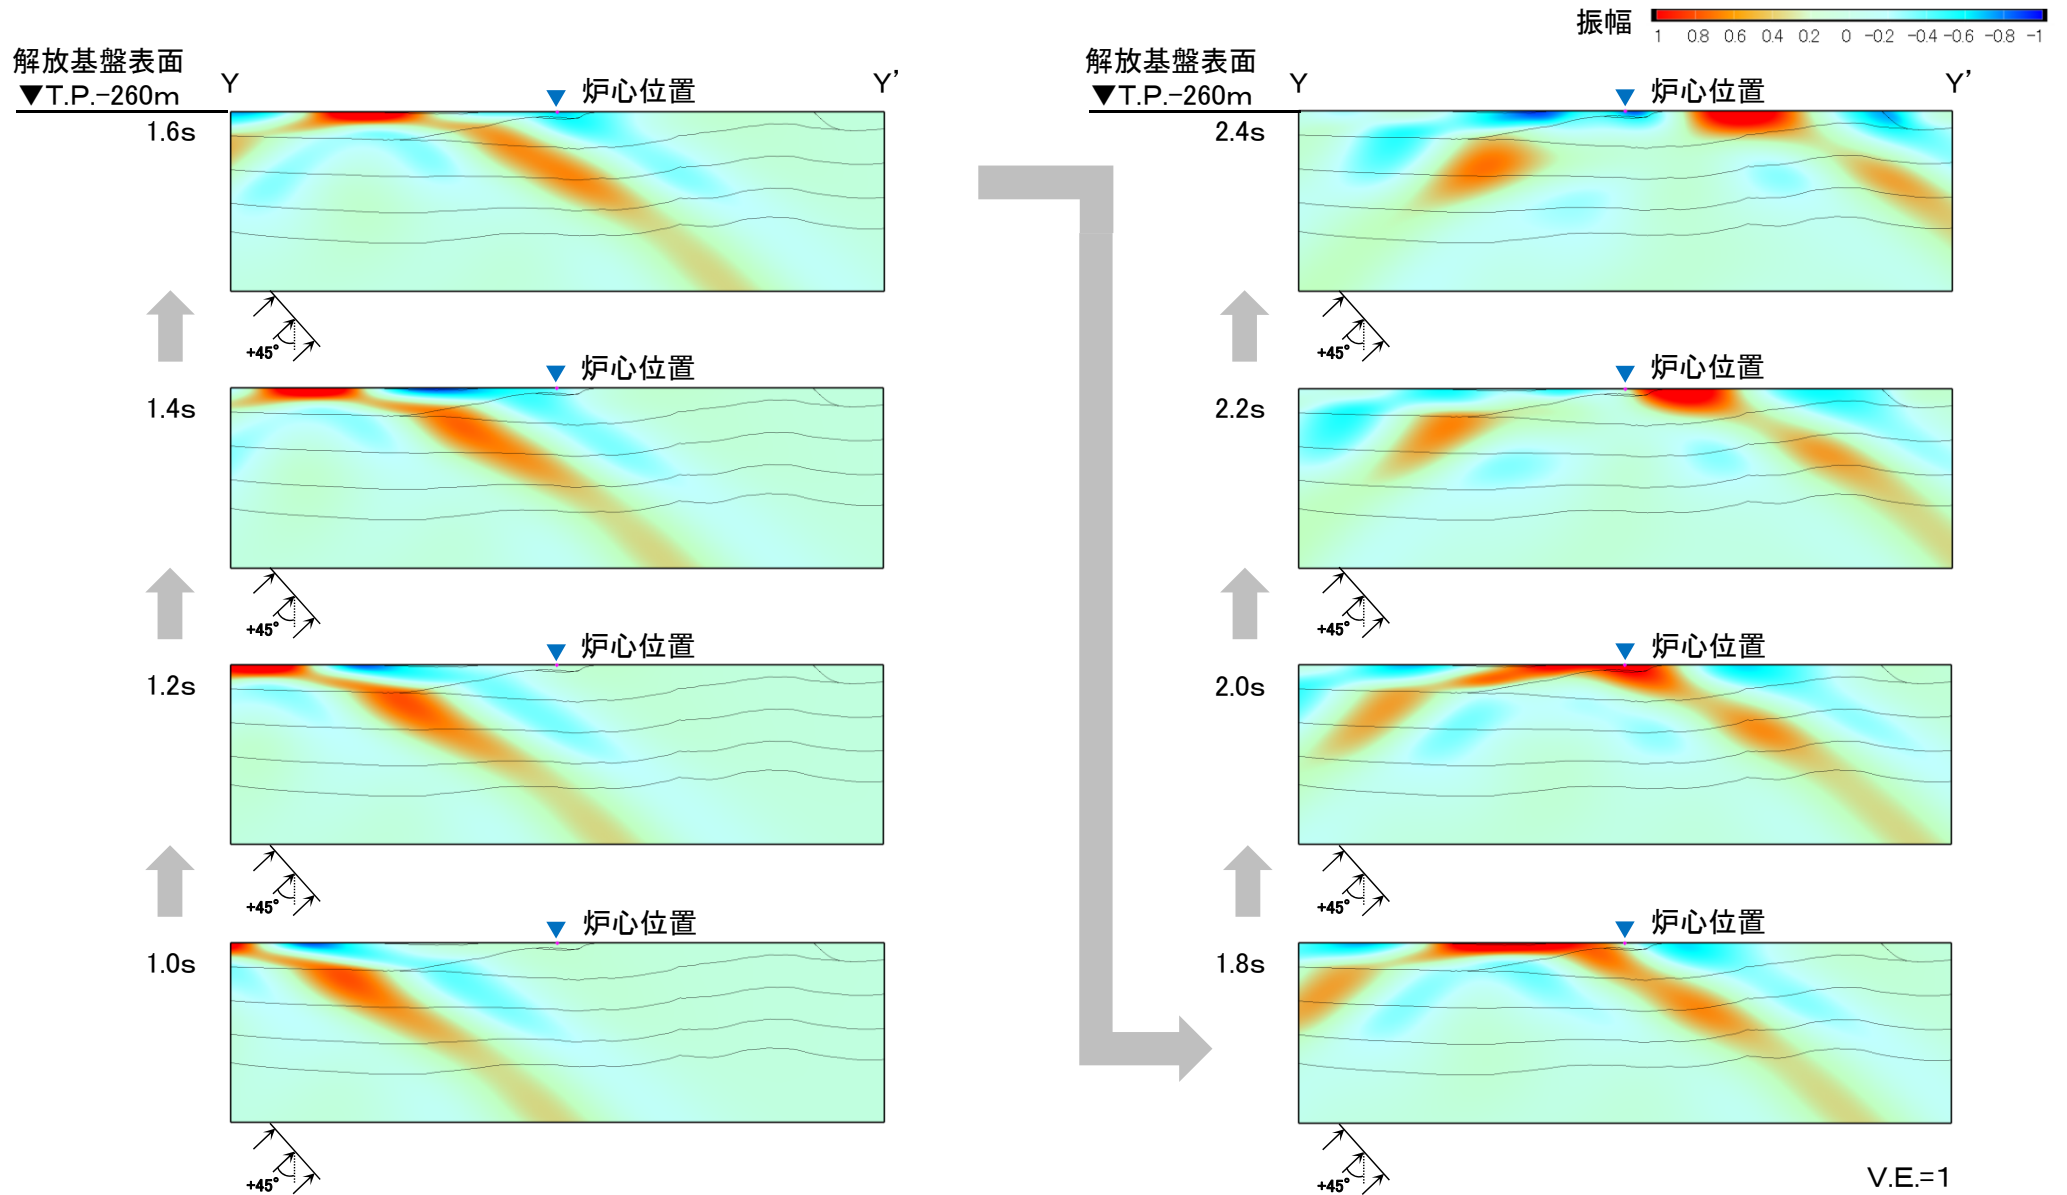 振幅
1 0.8 0.6 0.4 0.2 0 -0.2 -0.4 -0.6 -0.8 -1
解放基盤表面
▼T.P.-260m
Y
炉心位置
Y'
1.6s
+45°
炉心位置
1.4s
+45°
炉心位置
1.2s
+45°
炉心位置
1.0s
+45°
解放基盤表面
▼T.P.-260m
Y
炉心位置
Y'
2.4s
+45°
炉心位置
2.2s
+45°
炉心位置
2.0s
+45°
炉心位置
1.8s
+45°
V.E.=1